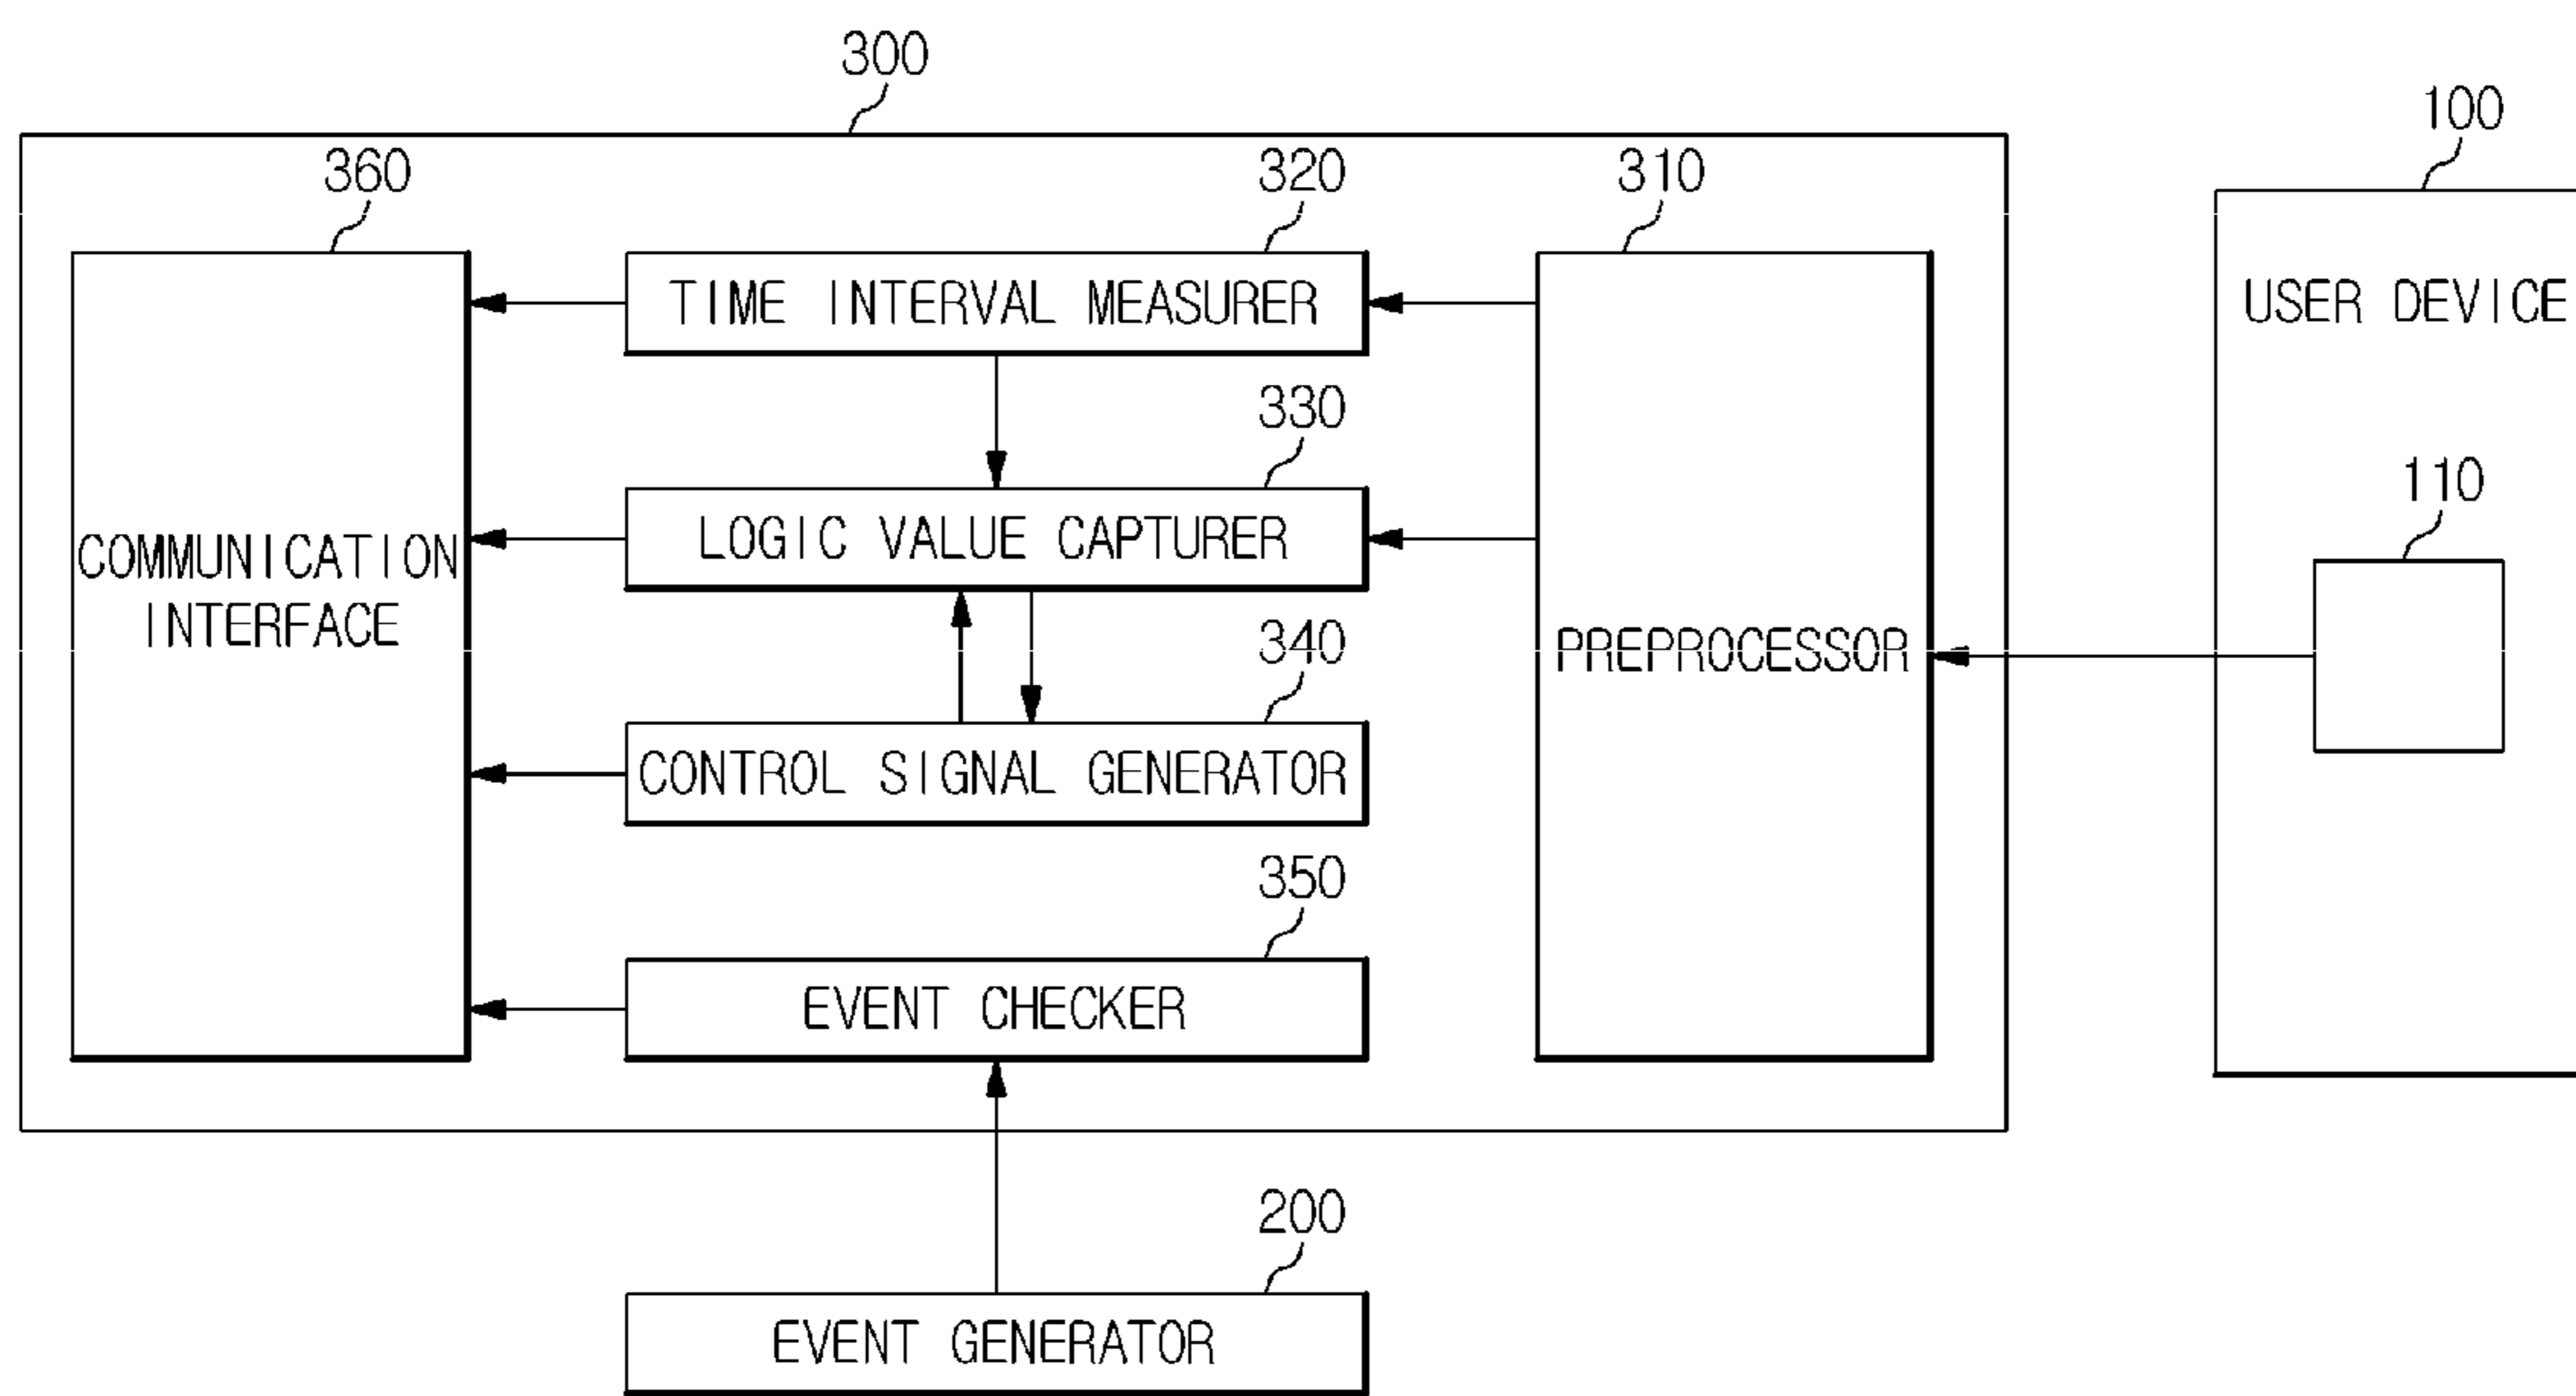 300
100
360
320
310
TIME INTERVAL MEASURER
USER DEVICE
330
110
LOGIC VALUE CAPTURER
COMMUNICATION
INTERFACE
340
PREPROCESSOR
CONTROL SIGNAL GENERATOR
350
EVENT CHECKER
200
EVENT GENERATOR